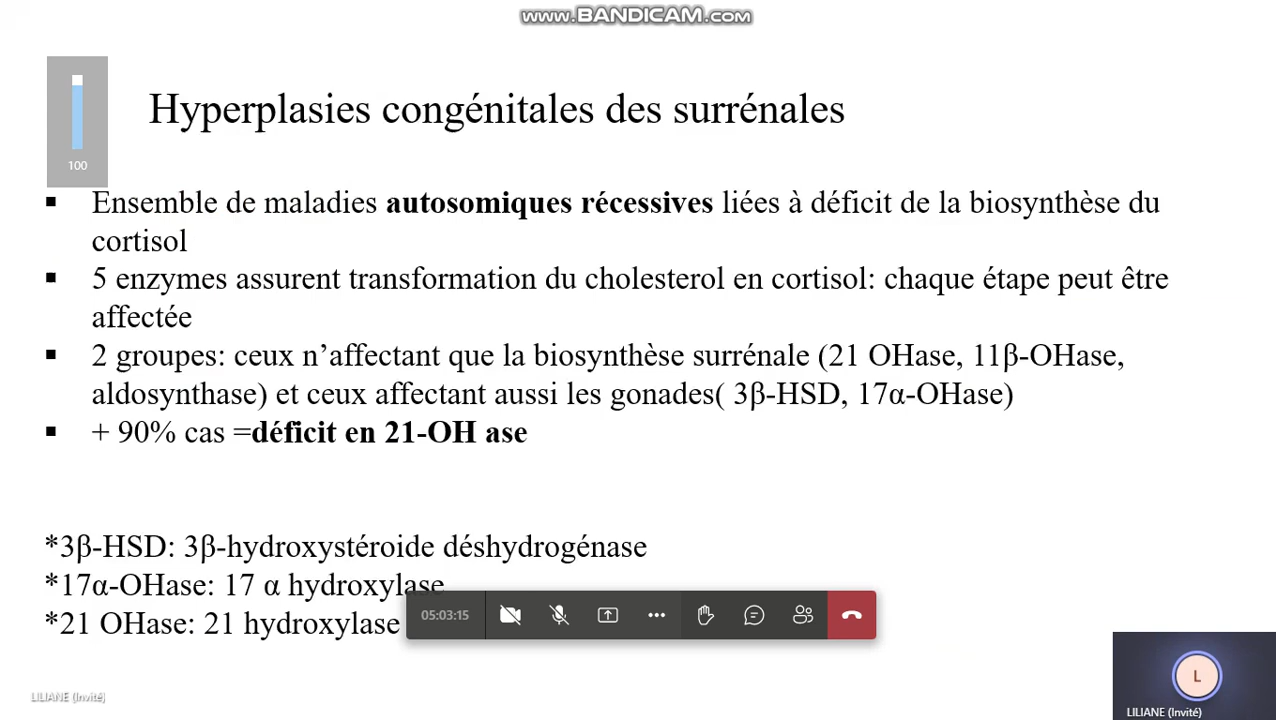 www.BANDICAM.com
100
Hyperplasies congénitales des surrénales
▪ Ensemble de maladies autosomiques récessives liées à déficit de la biosynthèse du
cortisol
▪ 5 enzymes assurent transformation du cholesterol en cortisol: chaque étape peut être
affectée
▪ 2 groupes: ceux n’affectant que la biosynthèse surrénale (21 OHase, 11β-OHase,
aldosynthase) et ceux affectant aussi les gonades( 3β-HSD, 17α-OHase)
▪ + 90% cas =déficit en 21-OH ase
*3β-HSD: 3β-hydroxystéroide déshydrogénase
*17α-OHase: 17 α hydroxylase
*21 OHase: 21 hydroxylase
05:03:15
L
LILIANE (Invité)
LILIANE (Invité)